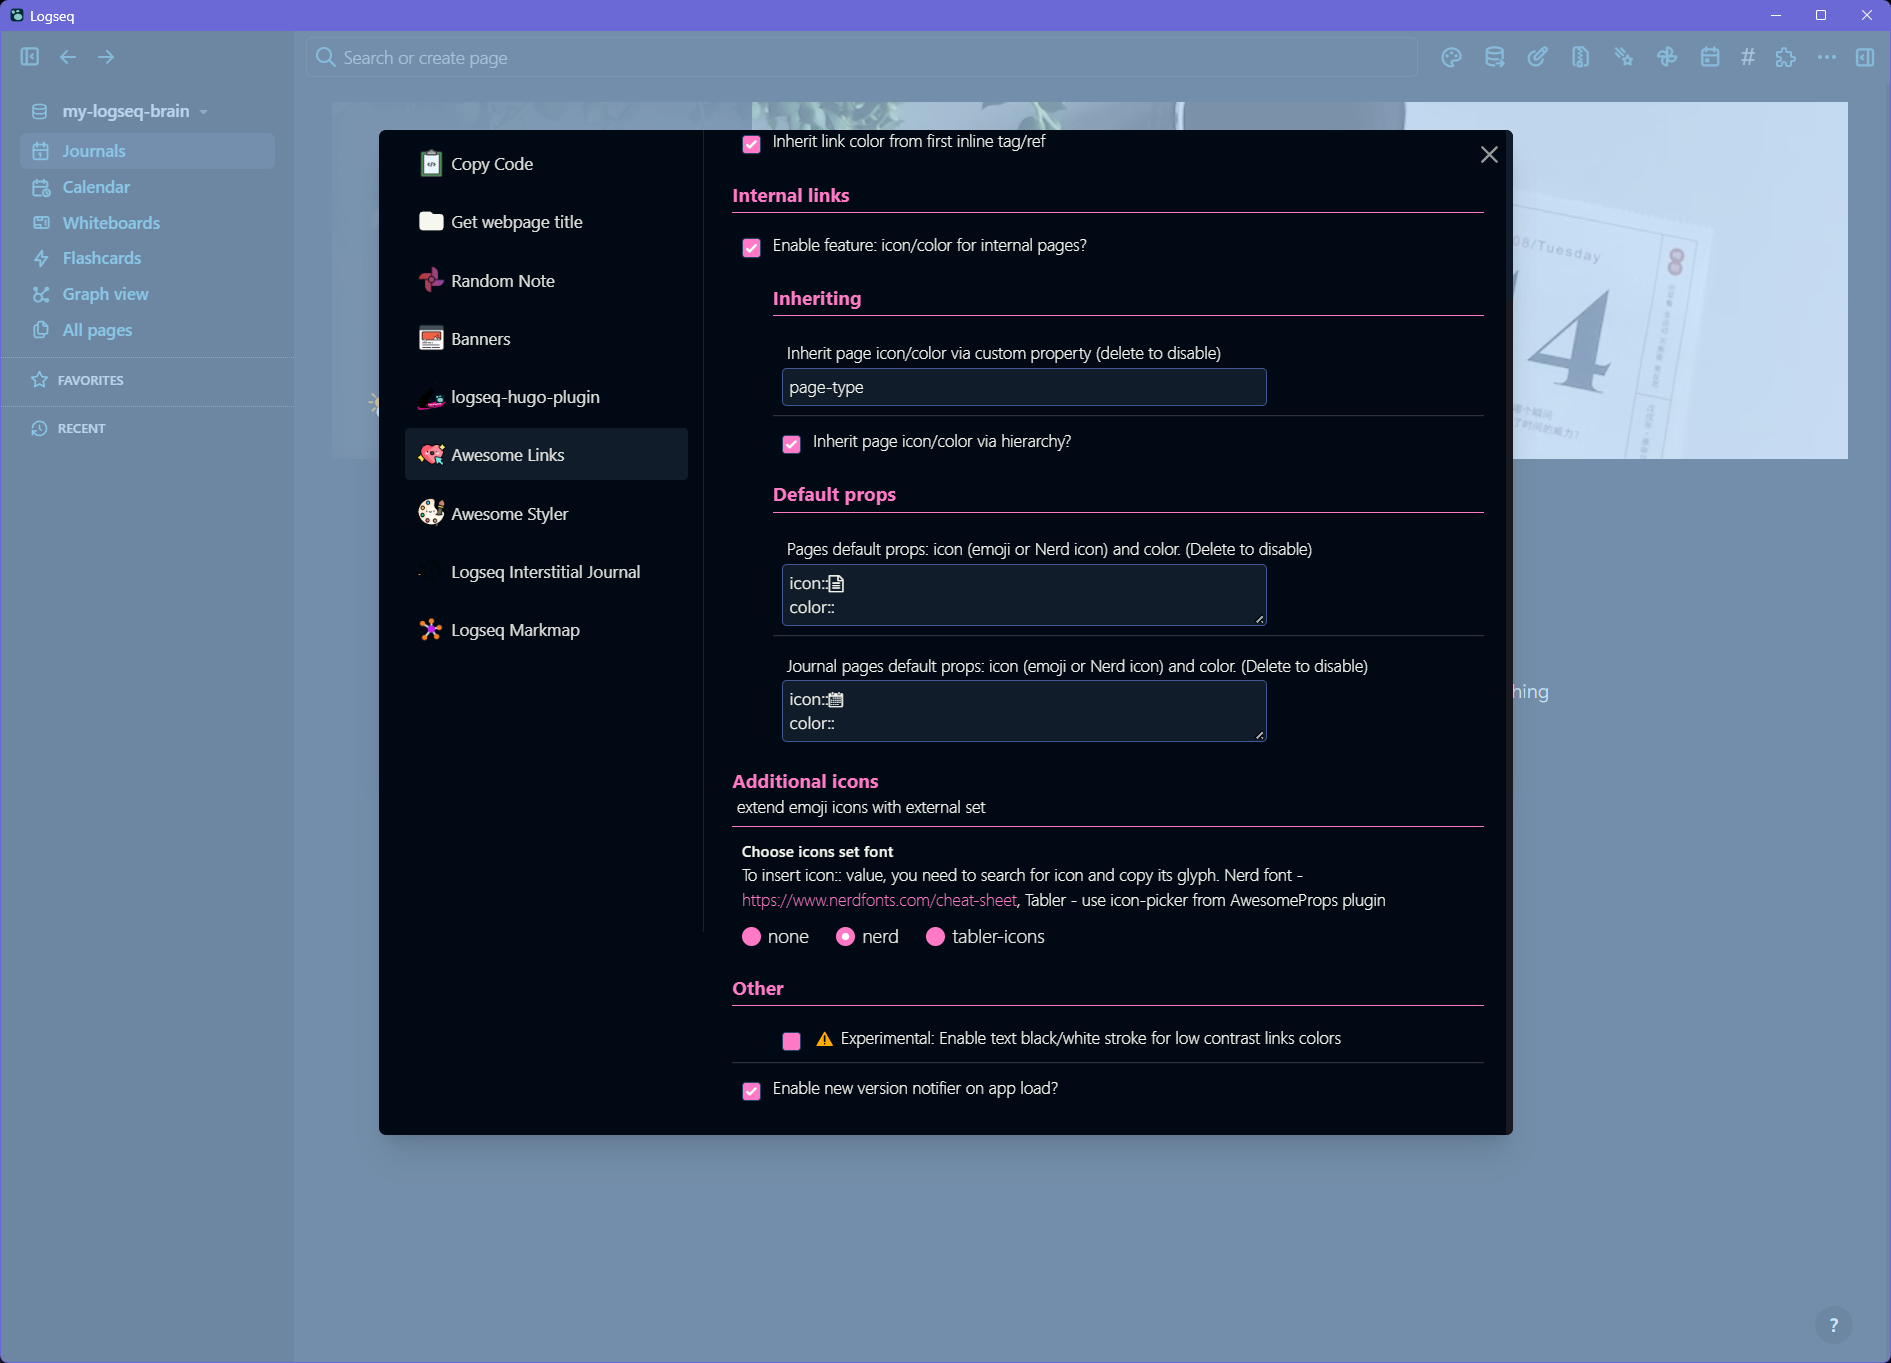 Logseq
Search or create page
my-logseq-brain
Journals
Calendar
Whiteboards
Flashcards
Graph view
All pages
FAVORITES
RECENT
Copy Code
Get webpage title
Random Note
Banners
logseq-hugo-plugin
Awesome Links
Awesome Styler
Logseq Interstitial Journal
Logseq Markmap
Inherit link color from first inline tag/ref
Internal links
Enable feature: icon/color for internal pages?
Inheriting
Inherit page icon/color via custom property (delete to disable)
page-type
Inherit page icon/color via hierarchy?
Default props
Pages default props: icon (emoji or Nerd icon) and color. (Delete to disable)
icon::
color::
Journal pages default props: icon (emoji or Nerd icon) and color. (Delete to disable)
icon::
color::
Additional icons
extend emoji icons with external set
Choose icons set font
To insert icon:: value, you need to search for icon and copy its glyph. Nerd font -
https://www.nerdfonts.com/cheat-sheet, Tabler - use icon-picker from AwesomeProps plugin
none
nerd
tabler-icons
Other
Experimental: Enable text black/white stroke for low contrast links colors
Enable new version notifier on app load?
08/Tuesday
4
hing
?